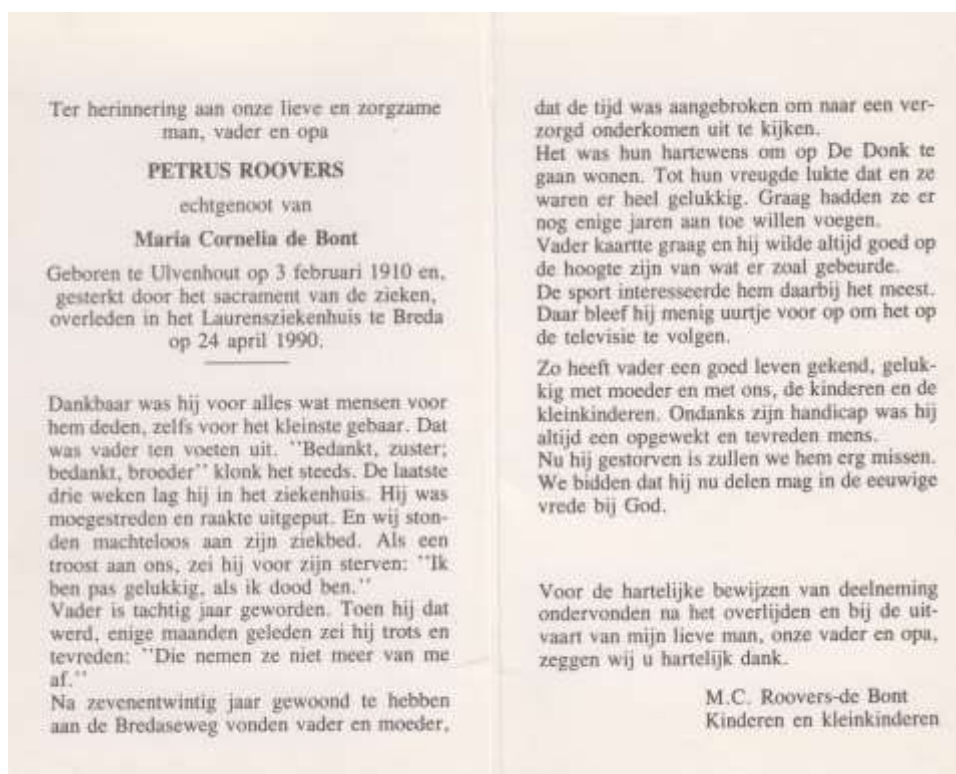 Ter herinnering aan onze lieve en zorgzame
man, vader en opa
PETRUS ROOVERS
echtgenoot van
Maria Cornelia de Bont
Geboren te Ulvenhout op 3 februari 1910 en,
gesterkt door het sacrament van de zieken,
overleden in het Laurensziekenhuis te Breda
op 24 april 1990.
Dankbaar was hij voor alles wat mensen voor
hem deden, zelfs voor het kleinste gebaar. Dat
was vader ten voeten uit. "Bedankt, zuster;
bedankt, broeder" klonk het steeds. De laatste
drie weken lag hij in het ziekenhuis. Hij was
moegestreden en raakte uitgeput. En wij ston-
den machteloos aan zijn ziekbed. Als een
troost aan ons, zei hij voor zijn sterven: "Ik
ben pas gelukkig, als ik dood ben."
Vader is tachtig jaar geworden. Toen hij dat
werd, enige maanden geleden zei hij trots en
tevreden: "Die nemen ze niet meer van me
af."
Na zevenentwintig jaar gewoond te hebben
aan de Bredaseweg vonden vader en moeder,
dat de tijd was aangebroken om naar een ver-
zorgd onderkomen uit te kijken.
Het was hun hartewens om op De Donk te
gaan wonen. Tot hun vreugde lukte dat en ze
waren er heel gelukkig. Graag hadden ze er
nog enige jaren aan toe willen voegen.
Vader kaartte graag en hij wilde altijd goed op
de hoogte zijn van wat er zoal gebeurde.
De sport interesseerde hem daarbij het meest.
Daar bleef hij menig uurtje voor op om het op
de televisie te volgen.
Zo heeft vader een goed leven gekend, geluk-
kig met moeder en met ons, de kinderen en de
kleinkinderen. Ondanks zijn handicap was hij
altijd een opgewekt en tevreden mens.
Nu hij gestorven is zullen we hem erg missen.
We bidden dat hij nu delen mag in de eeuwige
vrede bij God.
Voor de hartelijke bewijzen van deelneming
ondervonden na het overlijden en bij de uit-
vaart van mijn lieve man, onze vader en opa,
zeggen wij u hartelijk dank.
M.C. Roovers-de Bont
Kinderen en kleinkinderen